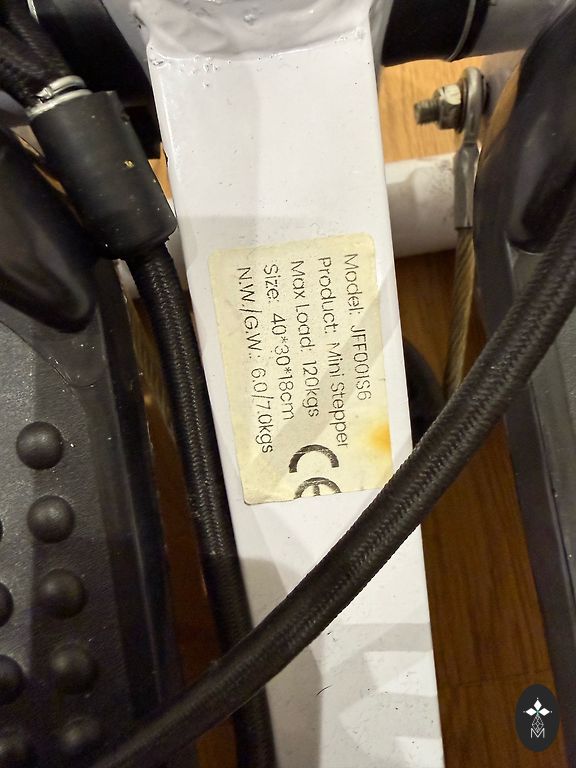 Model: JFF001S6
Product: Mini Stepper
Max Load: 120kgs
Size: 40*30*18cm
N.W./G.W.: 6.0/7.0kgs
CE
M